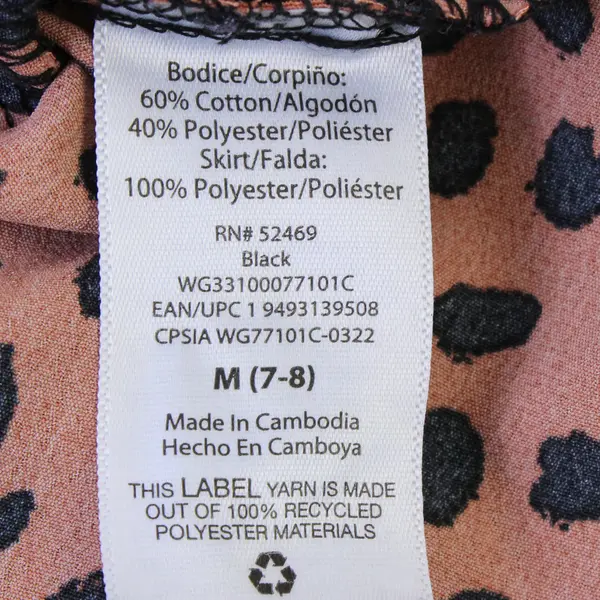 Bodice/Corpiño:
60% Cotton/Algodón
40% Polyester/Poliéster
Skirt/Falda:
100% Polyester/Poliéster
RN# 52469
Black
WG33100077101C
EAN/UPC 1 9493139508
CPSIA WG77101C-0322
M (7-8)
Made In Cambodia
Hecho En Camboya
THIS LABEL YARN IS MADE
OUT OF 100% RECYCLED
POLYESTER MATERIALS